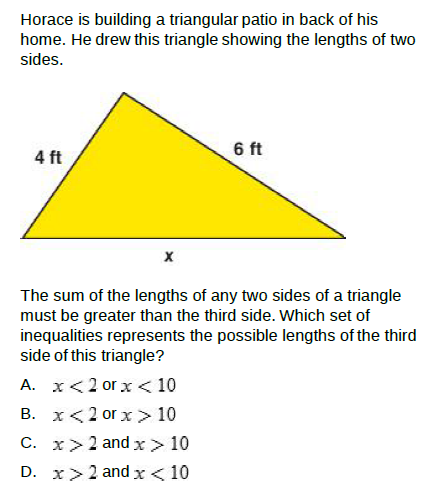 Horace is building a triangular patio in back of his
home. He drew this triangle showing the lengths of two
sides.
4 ft
6 ft
x
The sum of the lengths of any two sides of a triangle
must be greater than the third side. Which set of
inequalities represents the possible lengths of the third
side of this triangle?
A. x < 2 or x < 10
B. x < 2 or x > 10
C. x > 2 and x > 10
D. x > 2 and x < 10